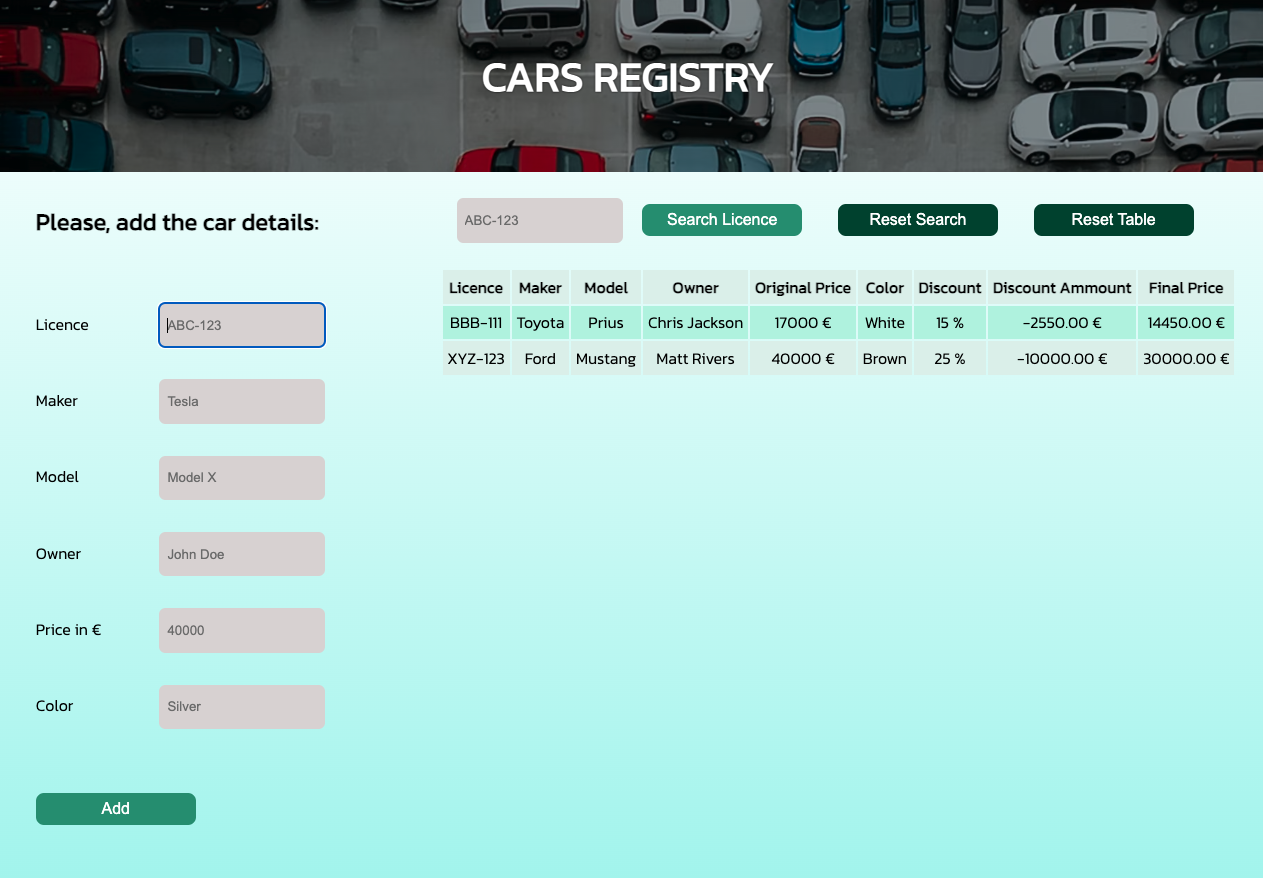 CARS REGISTRY
Please, add the car details:
ABC-123 Search Licence Reset Search Reset Table
Licence ABC-123
Maker Tesla
Model Model X
Owner John Doe
Price in € 40000
Color Silver
Add
Licence Maker Model Owner Original Price Color Discount Discount Ammount Final Price
BBB-111 Toyota Prius Chris Jackson 17000 € White 15 % -2550.00 € 14450.00 €
XYZ-123 Ford Mustang Matt Rivers 40000 € Brown 25 % -10000.00 € 30000.00 €